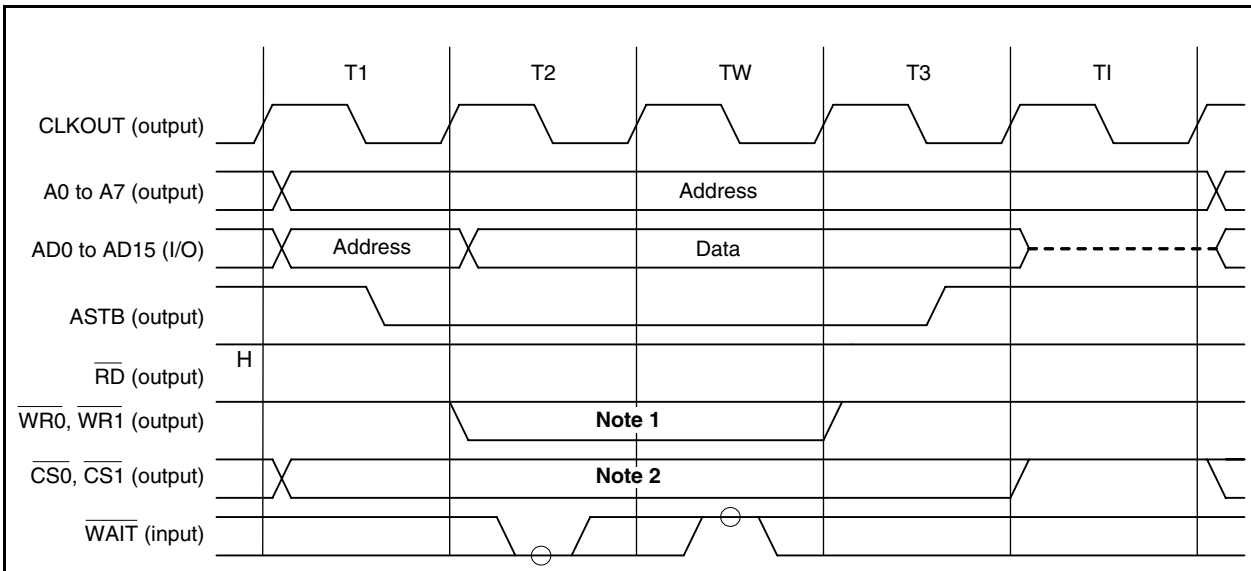 T1 T2 TW T3 TI
CLKOUT (output)
A0 to A7 (output) Address
AD0 to AD15 (I/O) Address Data
ASTB (output)
H
RD (output)
WR0, WR1 (output) Note 1
CS0, CS1 (output) Note 2
WAIT (input)